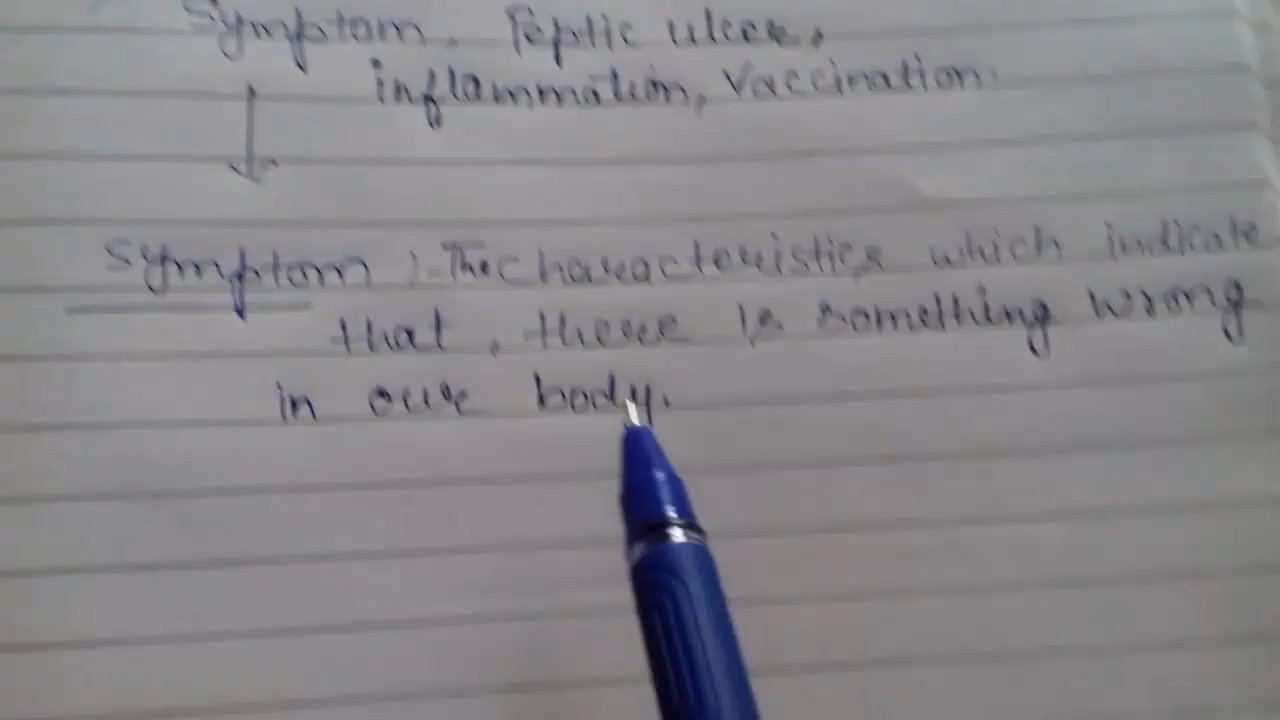 Symptom, Peptic ulcer,
inflammation, Vaccination.
Symptom :- The characteristics which indicate
that, there is something wrong
in our body.